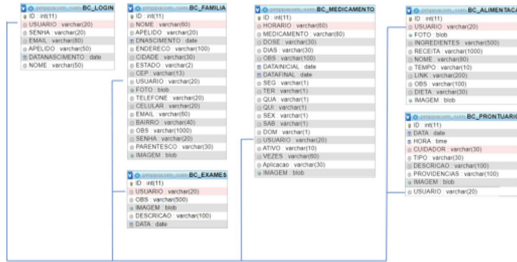 BC_LOGIN
ID : int(11)
USUARIO : varchar(20)
SENHA : varchar(20)
EMAIL : varchar(80)
APELIDO : varchar(50)
DATANASCIMENTO : date
NOME : varchar(50)
BC_FAMILIA
ID : int(11)
NOME : varchar(60)
APELIDO : varchar(20)
DNASCIMENTO : date
ENDERECO : varchar(100)
CIDADE : varchar(30)
ESTADO : varchar(2)
CEP : varchar(13)
USUARIO : varchar(20)
FOTO : blob
TELEFONE : varchar(20)
CELULAR : varchar(20)
EMAIL : varchar(60)
BAIRRO : varchar(40)
OBS : varchar(1000)
SENHA : varchar(20)
PARENTESCO : varchar(30)
IMAGEM : blob
BC_EXAMES
ID : int(11)
USUARIO : varchar(20)
OBS : varchar(500)
IMAGEM : blob
DESCRICAO : varchar(100)
DATA : date
BC_MEDICAMENTO
ID : int(11)
HORARIO : varchar(60)
MEDICAMENTO : varchar(80)
DOSE : varchar(30)
DIAS : varchar(30)
OBS : varchar(100)
DATAINICIAL : date
DATAFINAL : date
SEG : varchar(1)
TER : varchar(1)
QUA : varchar(1)
QUI : varchar(1)
SEX : varchar(1)
SAB : varchar(1)
DOM : varchar(1)
USUARIO : varchar(20)
ATIVO : varchar(10)
VEZES : varchar(60)
Aplicacao : varchar(30)
IMAGEM : blob
BC_ALIMENTACA
ID : int(11)
USUARIO : varchar(20)
FOTO : blob
INGREDIENTES : varchar(500)
RECEITA : varchar(1000)
NOME : varchar(80)
TEMPO : varchar(10)
LINK : varchar(200)
OBS : varchar(100)
DIETA : varchar(30)
IMAGEM : blob
BC_PRONTUARIO
ID : int(11)
DATA : date
HORA : time
CUIDADOR : varchar(30)
TIPO : varchar(30)
DESCRICAO : varchar(100)
PROVIDENCIAS : varchar(100)
IMAGEM : blob
USUARIO : varchar(20)